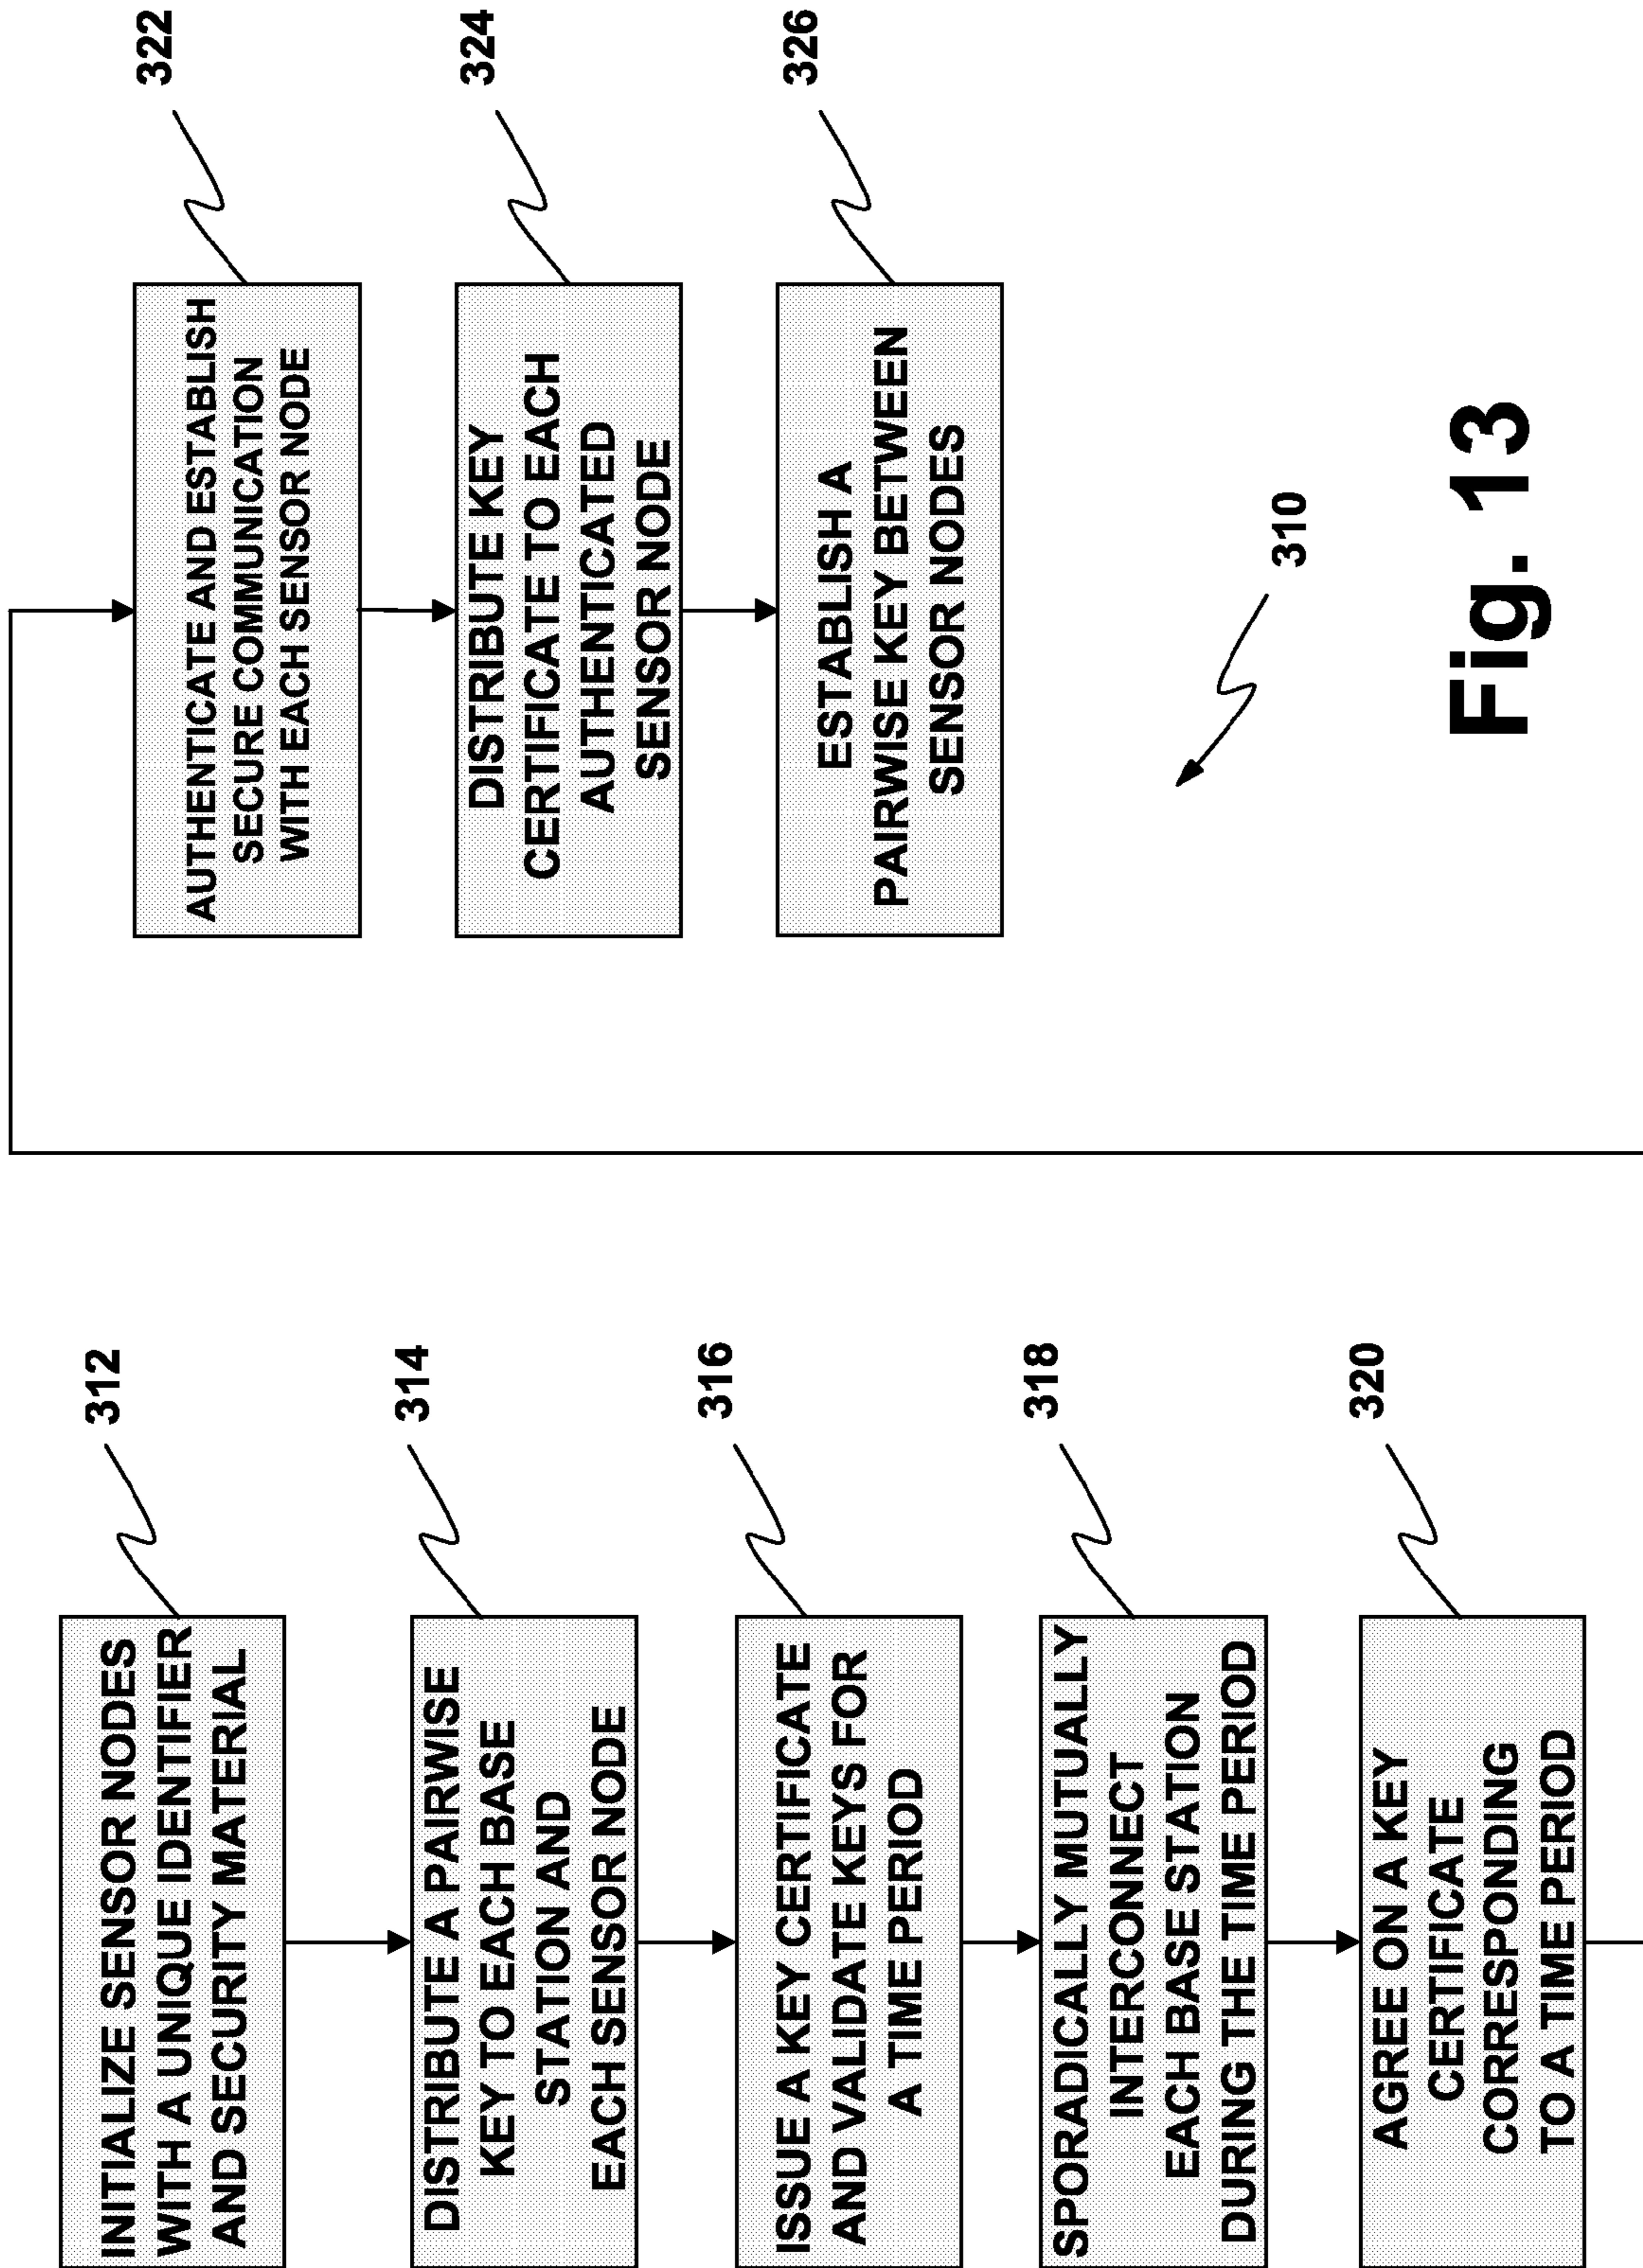 INITIALIZE SENSOR NODES
WITH A UNIQUE IDENTIFIER
AND SECURITY MATERIAL
312
DISTRIBUTE A PAIRWISE
KEY TO EACH BASE
STATION AND
EACH SENSOR NODE
314
ISSUE A KEY CERTIFICATE
AND VALIDATE KEYS FOR
A TIME PERIOD
316
SPORADICALLY MUTUALLY
INTERCONNECT
EACH BASE STATION
DURING THE TIME PERIOD
318
AGREE ON A KEY
CERTIFICATE
CORRESPONDING
TO A TIME PERIOD
320
AUTHENTICATE AND ESTABLISH
SECURE COMMUNICATION
WITH EACH SENSOR NODE
322
DISTRIBUTE KEY
CERTIFICATE TO EACH
AUTHENTICATED
SENSOR NODE
324
ESTABLISH A
PAIRWISE KEY BETWEEN
SENSOR NODES
326
310
Fig. 13